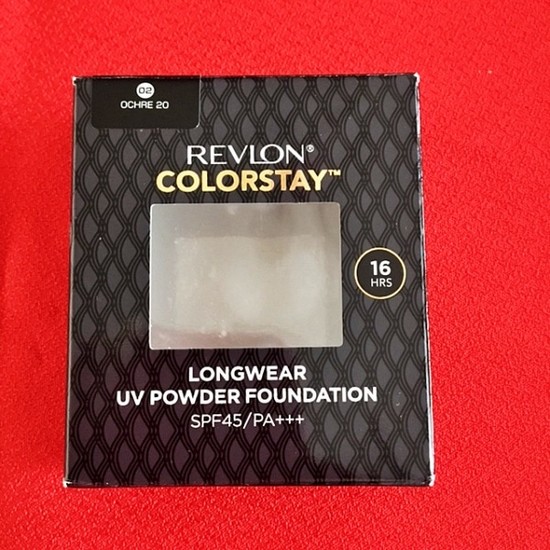 02
OCHRE 20
REVLON®
COLORSTAY™
16
HRS
LONGWEAR
UV POWDER FOUNDATION
SPF45/PA+++